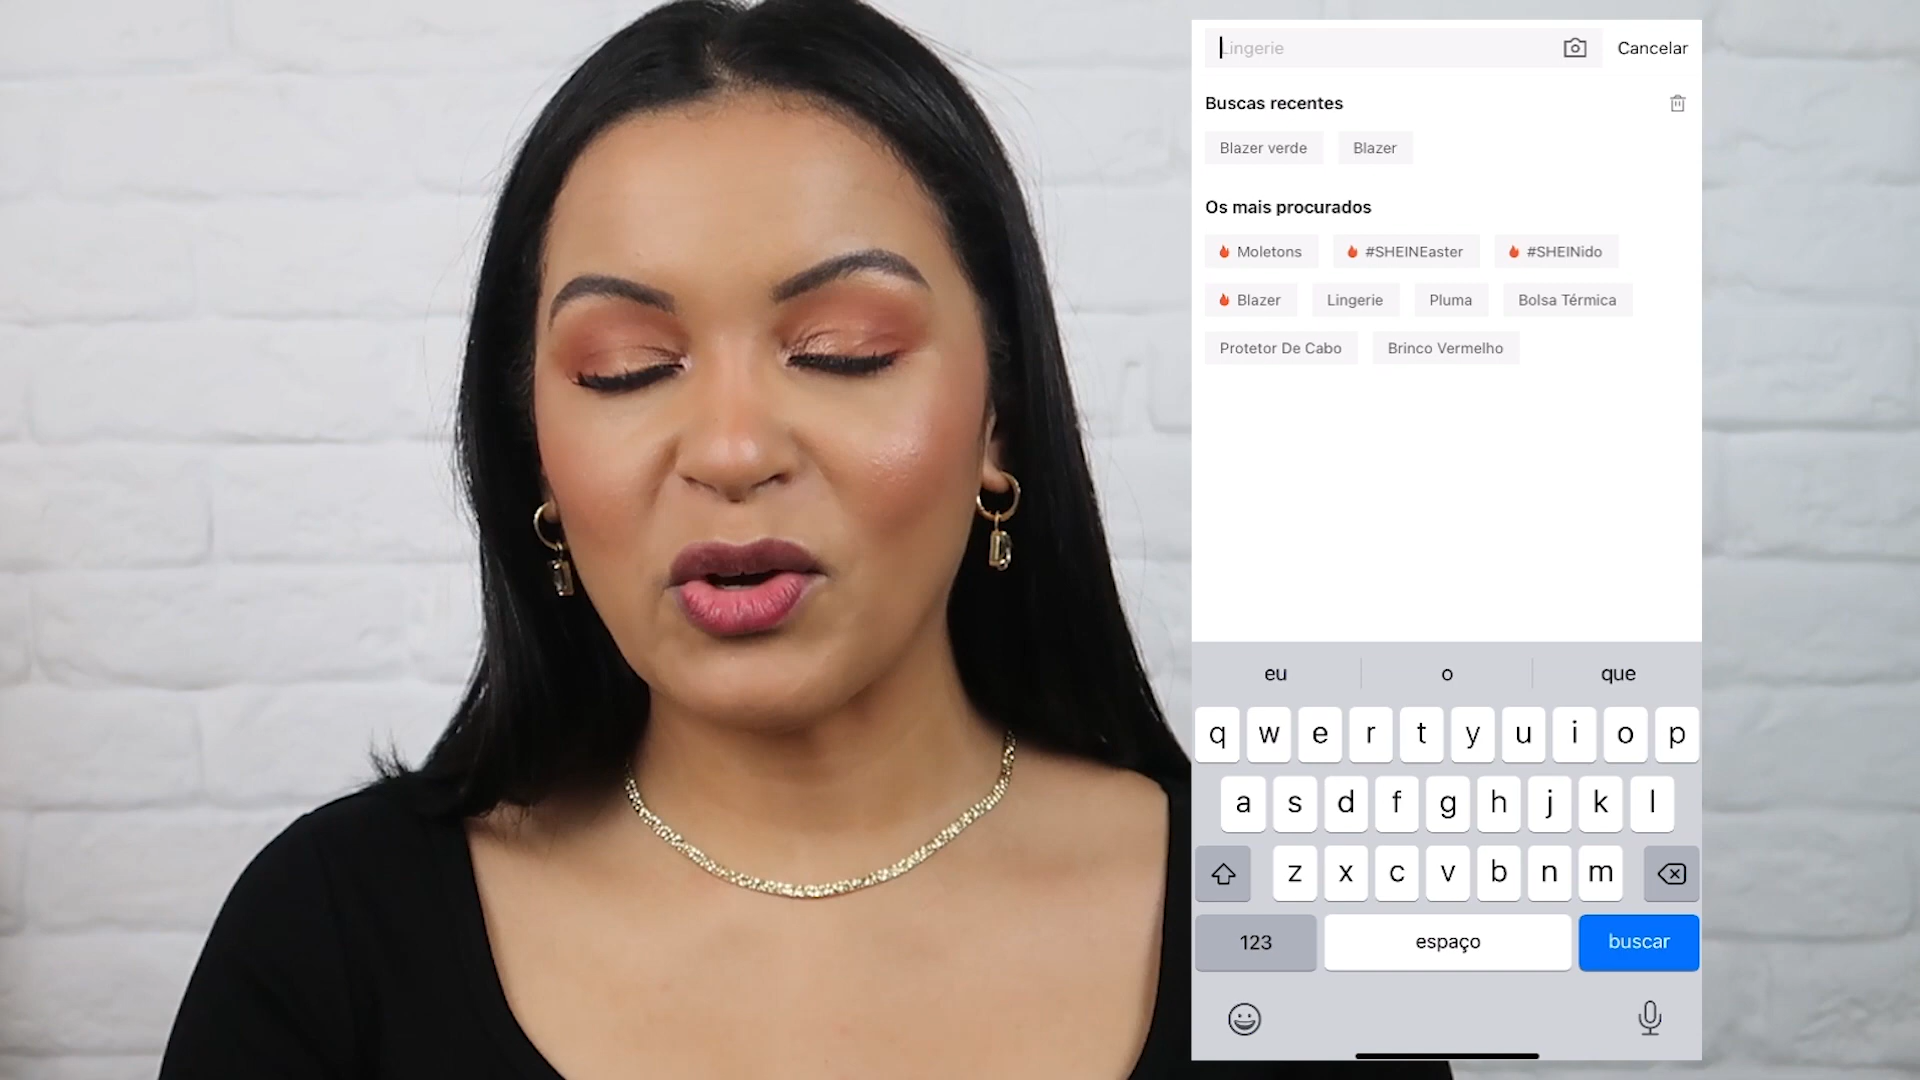 Lingerie Cancelar
Buscas recentes
Blazer verde Blazer
Os mais procurados
Moletons #SHEINEaster #SHEINido
Blazer Lingerie Pluma Bolsa Térmica
Protetor De Cabo Brinco Vermelho
eu o que
q w e r t y u i o p
a s d f g h j k l
z x c v b n m
123 espaço buscar